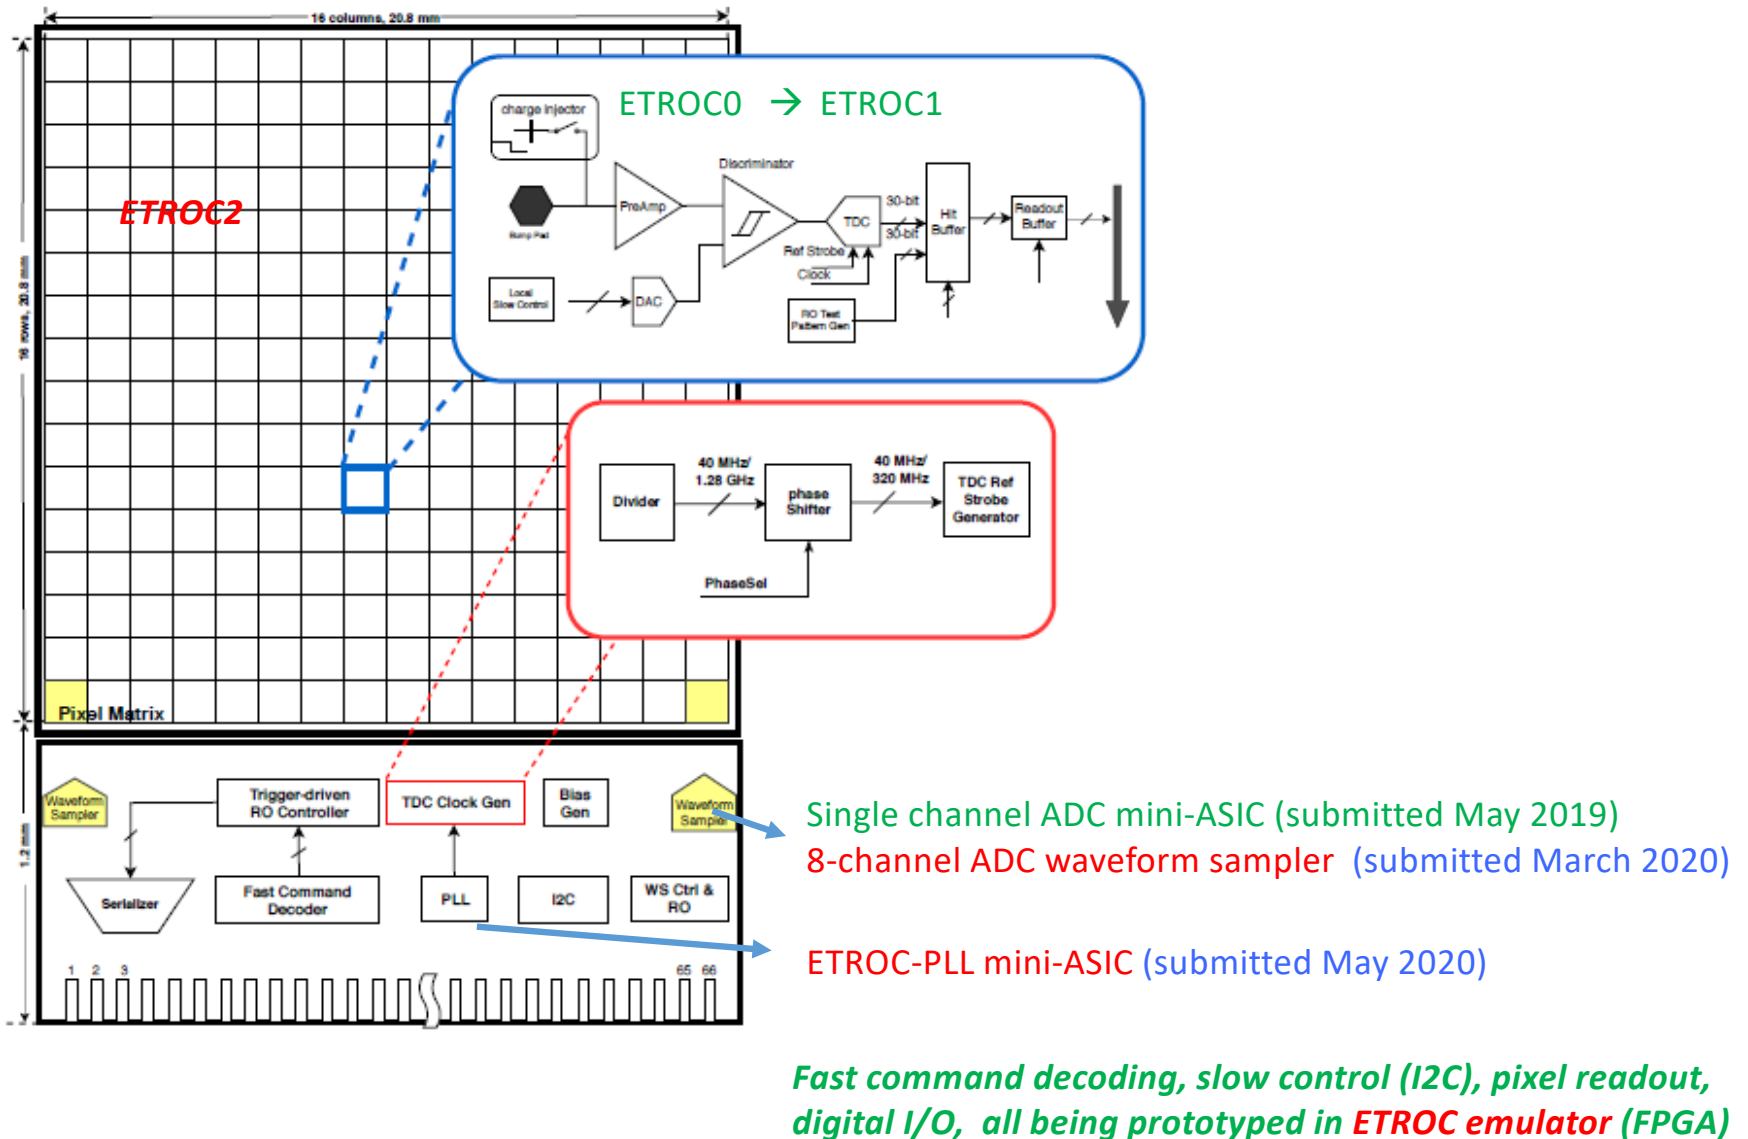 16 columns, 20.8 mm
16 rows, 20.8 mm
ETROC2
ETROC0 → ETROC1
charge injector
Bump Pad
PreAmp
Discriminator
TDC
30-bit
30-bit
Ref Strobe
Clock
Hit
Buffer
Readout
Buffer
Local
Slow Control
DAC
RO Test
Pattern Gen
Divider
40 MHz/
1.28 GHz
phase
Shifter
40 MHz/
320 MHz
TDC Ref
Strobe
Generator
PhaseSel
Pixel Matrix
1.2 mm
Waveform
Sampler
Trigger-driven
RO Controller
TDC Clock Gen
Bias
Gen
Waveform
Sampler
Serializer
Fast Command
Decoder
PLL
I2C
WS Ctrl &
RO
1 2 3 65 66
Single channel ADC mini-ASIC (submitted May 2019)
8-channel ADC waveform sampler (submitted March 2020)
ETROC-PLL mini-ASIC (submitted May 2020)
Fast command decoding, slow control (I2C), pixel readout,
digital I/O, all being prototyped in ETROC emulator (FPGA)